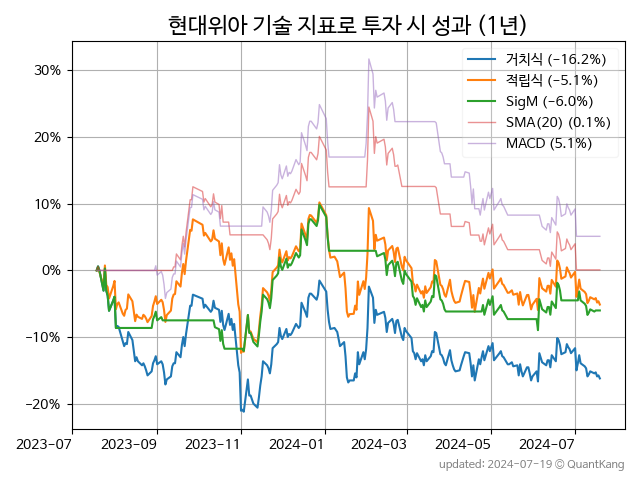 현대위아 기술 지표로 투자 시 성과 (1년)
거치식 (−16.2%)
적립식 (−5.1%)
SigM (−6.0%)
SMA(20) (0.1%)
MACD (5.1%)
30%
20%
10%
0%
−10%
−20%
2023-07 2023-09 2023-11 2024-01 2024-03 2024-05 2024-07
updated: 2024-07-19 @ QuantKang